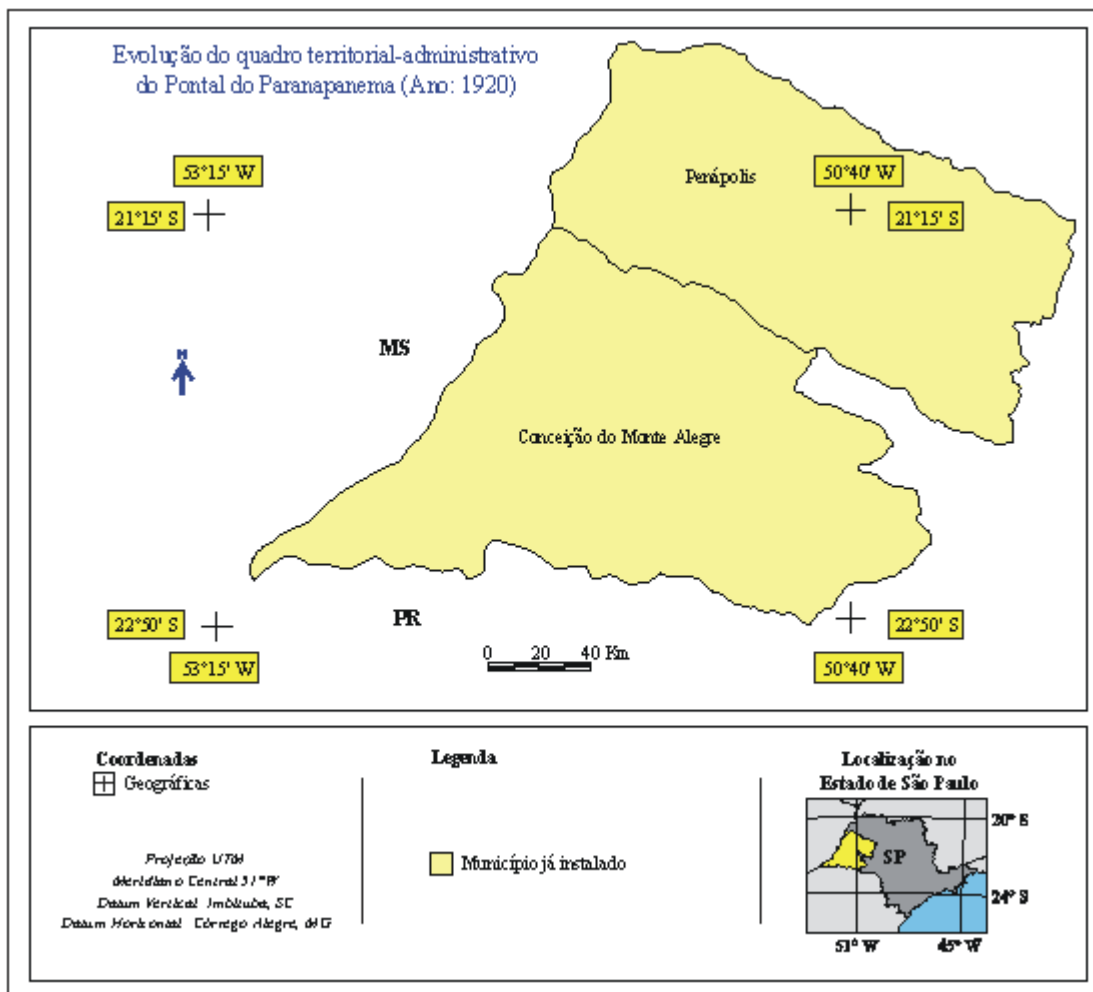 Evolução do quadro territorial-administrativo
do Pontal do Paranapanema (Ano: 1920)
53°15' W
50°40' W
Penápolis
21°15' S
21°15' S
N
MS
Conceição do Monte Alegre
22°50' S
PR
22°50' S
0 20 40 Km
53°15' W
50°40' W
Coordenadas
Geográficas
Projeção UTM
Meridiano Central 51°W
Datum Vertical Imbituba, SC
Datum Horizontal Córrego Alegre, MG
Legenda
Município já instalado
Localização no
Estado de São Paulo
20° S
SP
24° S
51° W 45° W